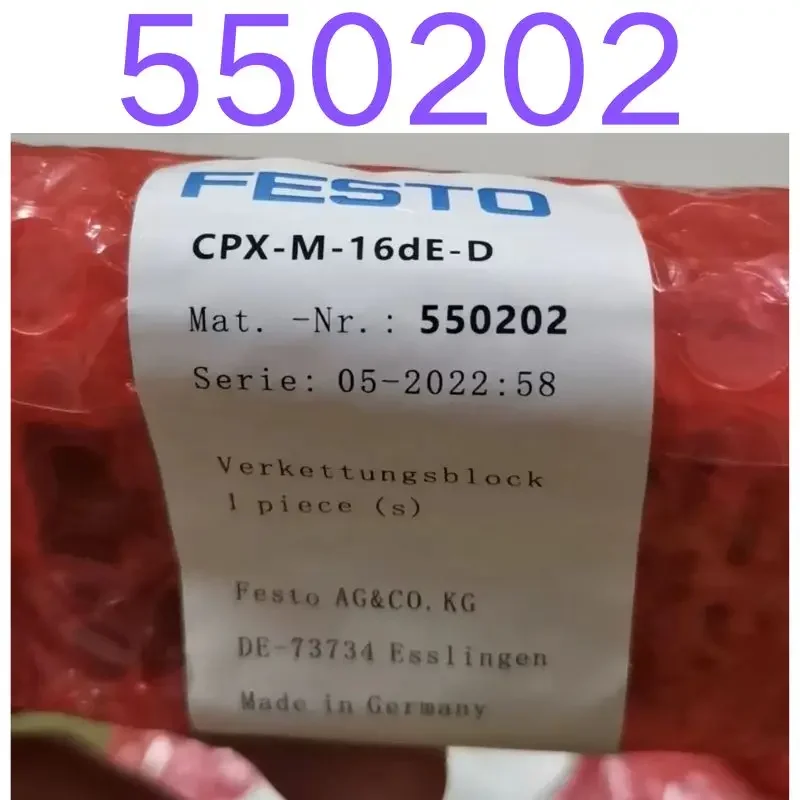 550202
FESTO
CPX-M-16dE-D
Mat. -Nr.: 550202
Serie: 05-2022:58
Verkettungsblock
1 piece (s)
Festo AG&CO. KG
DE-73734 Esslingen
Made in Germany